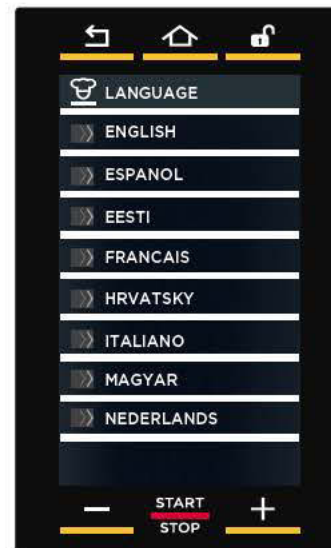 LANGUAGE
ENGLISH
ESPANOL
EESTI
FRANCAIS
HRVATSKY
ITALIANO
MAGYAR
NEDERLANDS
START
STOP